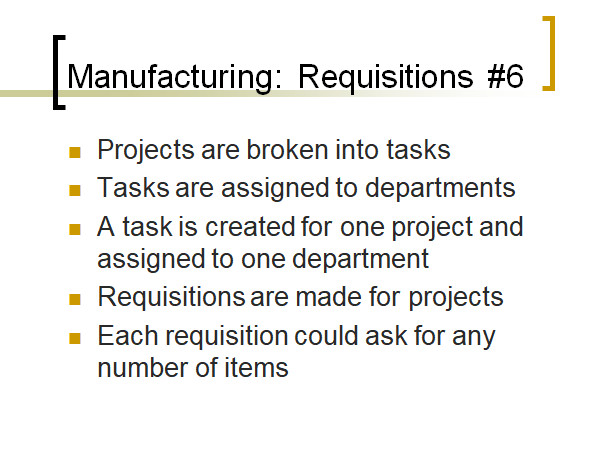 Manufacturing: Requisitions #6
Projects are broken into tasks
Tasks are assigned to departments
A task is created for one project and
assigned to one department
Requisitions are made for projects
Each requisition could ask for any
number of items